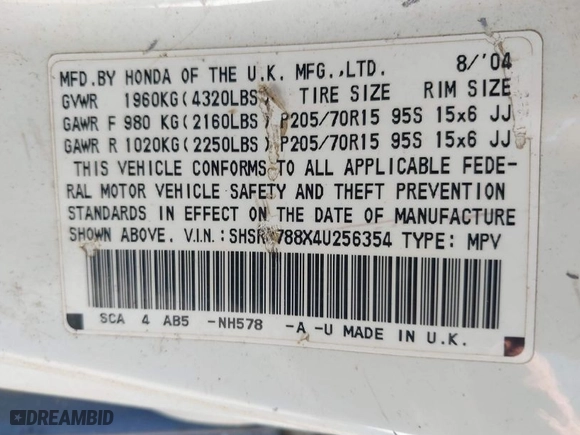 MFD.BY HONDA OF THE U.K. MFG.,LTD. 8/'04
GVWR 1960KG(4320LBS) TIRE SIZE RIM SIZE
GAWR F 980 KG(2160LBS) P205/70R15 95S 15x6 JJ
GAWR R 1020KG(2250LBS) P205/70R15 95S 15x6 JJ
THIS VEHICLE CONFORMS TO ALL APPLICABLE FEDE-
RAL MOTOR VEHICLE SAFETY AND THEFT PREVENTION
STANDARDS IN EFFECT ON THE DATE OF MANUFACTURE
SHOWN ABOVE. V.I.N.: TYPE: MPV
SCA 4 AB5 -NH578 -A -U MADE IN U.K.
DREAMBID